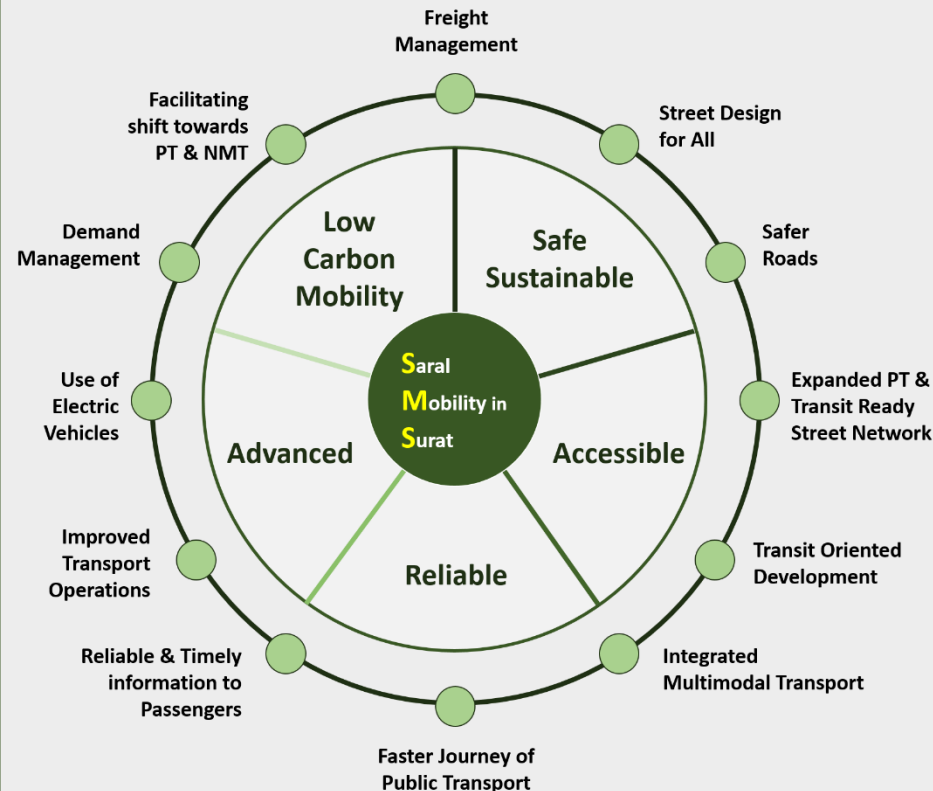 Freight
Management
Street Design
for All
Safer
Roads
Expanded PT &
Transit Ready
Street Network
Transit Oriented
Development
Integrated
Multimodal Transport
Faster Journey of
Public Transport
Reliable & Timely
information to
Passengers
Improved
Transport
Operations
Use of
Electric
Vehicles
Demand
Management
Facilitating
shift towards
PT & NMT
Low
Carbon
Mobility
Safe
Sustainable
Accessible
Reliable
Advanced
Saral
Mobility in
Surat